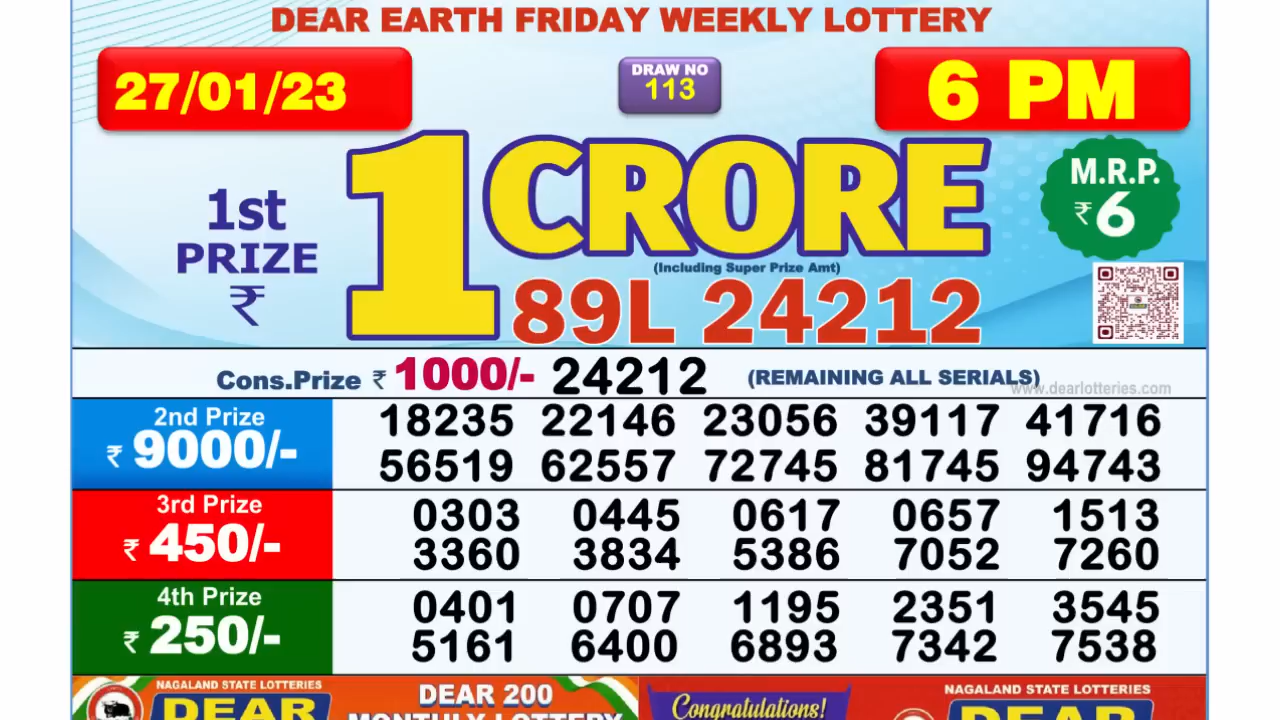 DEAR EARTH FRIDAY WEEKLY LOTTERY
27/01/23
DRAW NO
113
6 PM
1st
PRIZE
₹
1 CRORE
(Including Super Prize Amt)
M.R.P.
₹ 6
89L 24212
Cons.Prize ₹ 1000/- 24212 (REMAINING ALL SERIALS)
www.dearlotteries.com
2nd Prize
₹ 9000/-
18235 22146 23056 39117 41716
56519 62557 72745 81745 94743
3rd Prize
₹ 450/-
0303 0445 0617 0657 1513
3360 3834 5386 7052 7260
4th Prize
₹ 250/-
0401 0707 1195 2351 3545
5161 6400 6893 7342 7538
NAGALAND STATE LOTTERIES
DEAR
DEAR 200
MONTHLY LOTTERY
Congratulations!
NAGALAND STATE LOTTERIES
DEAR